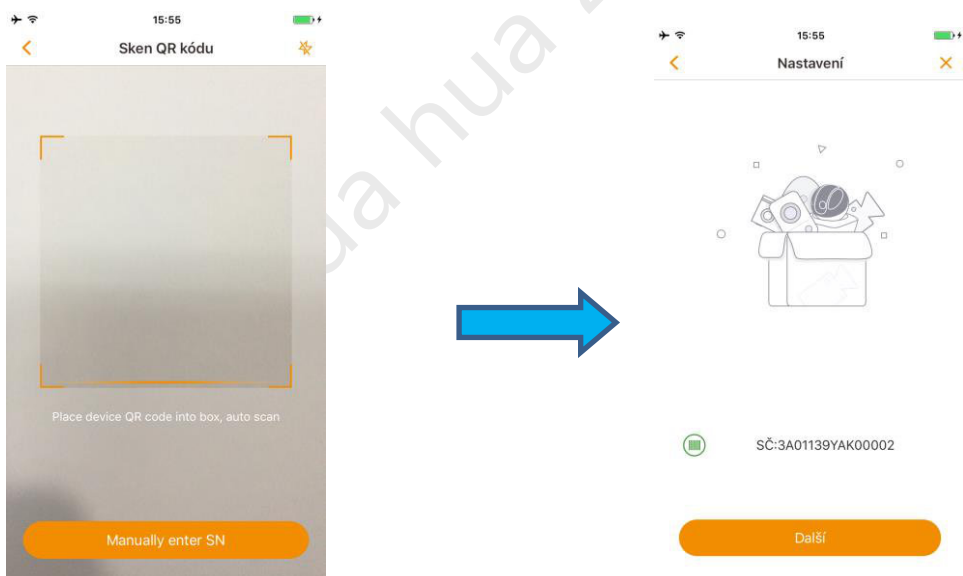 15:55
Sken QR kódu
Place device QR code into box, auto scan
Manually enter SN
15:55
Nastavení
SČ:3A01139YAK00002
Další